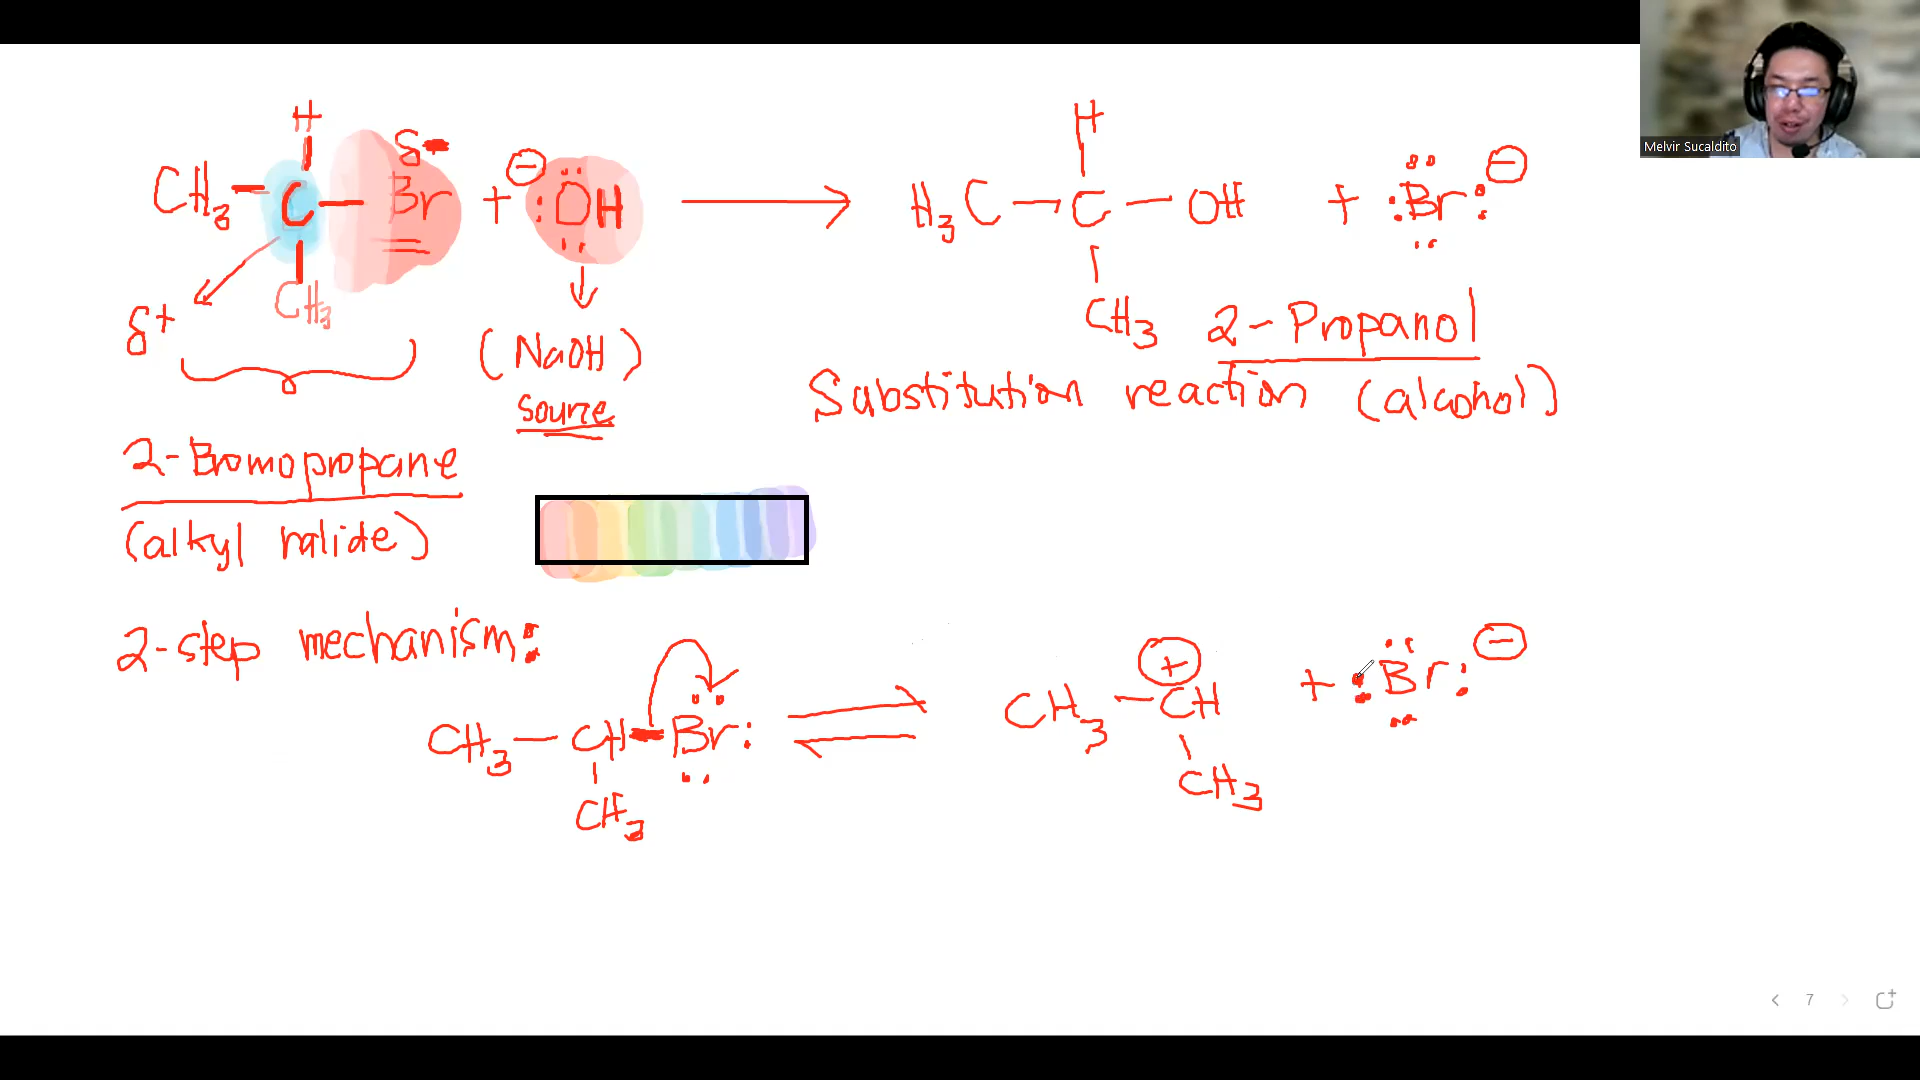 Melvir Sucaldito
H
CH3 – C – Br + ⊖ :ÖH → H3C – C – OH + :Br: ⊖
δ-
H
CH3
δ+
CH3
(NaOH)
source
2-Propanol
Substitution reaction (alcohol)
2-Bromopropane
(alkyl halide)
2-step mechanism:
CH3 – CH – Br: ⇌ CH3 – CH + :Br: ⊖
⊕
CH3
CH3
7